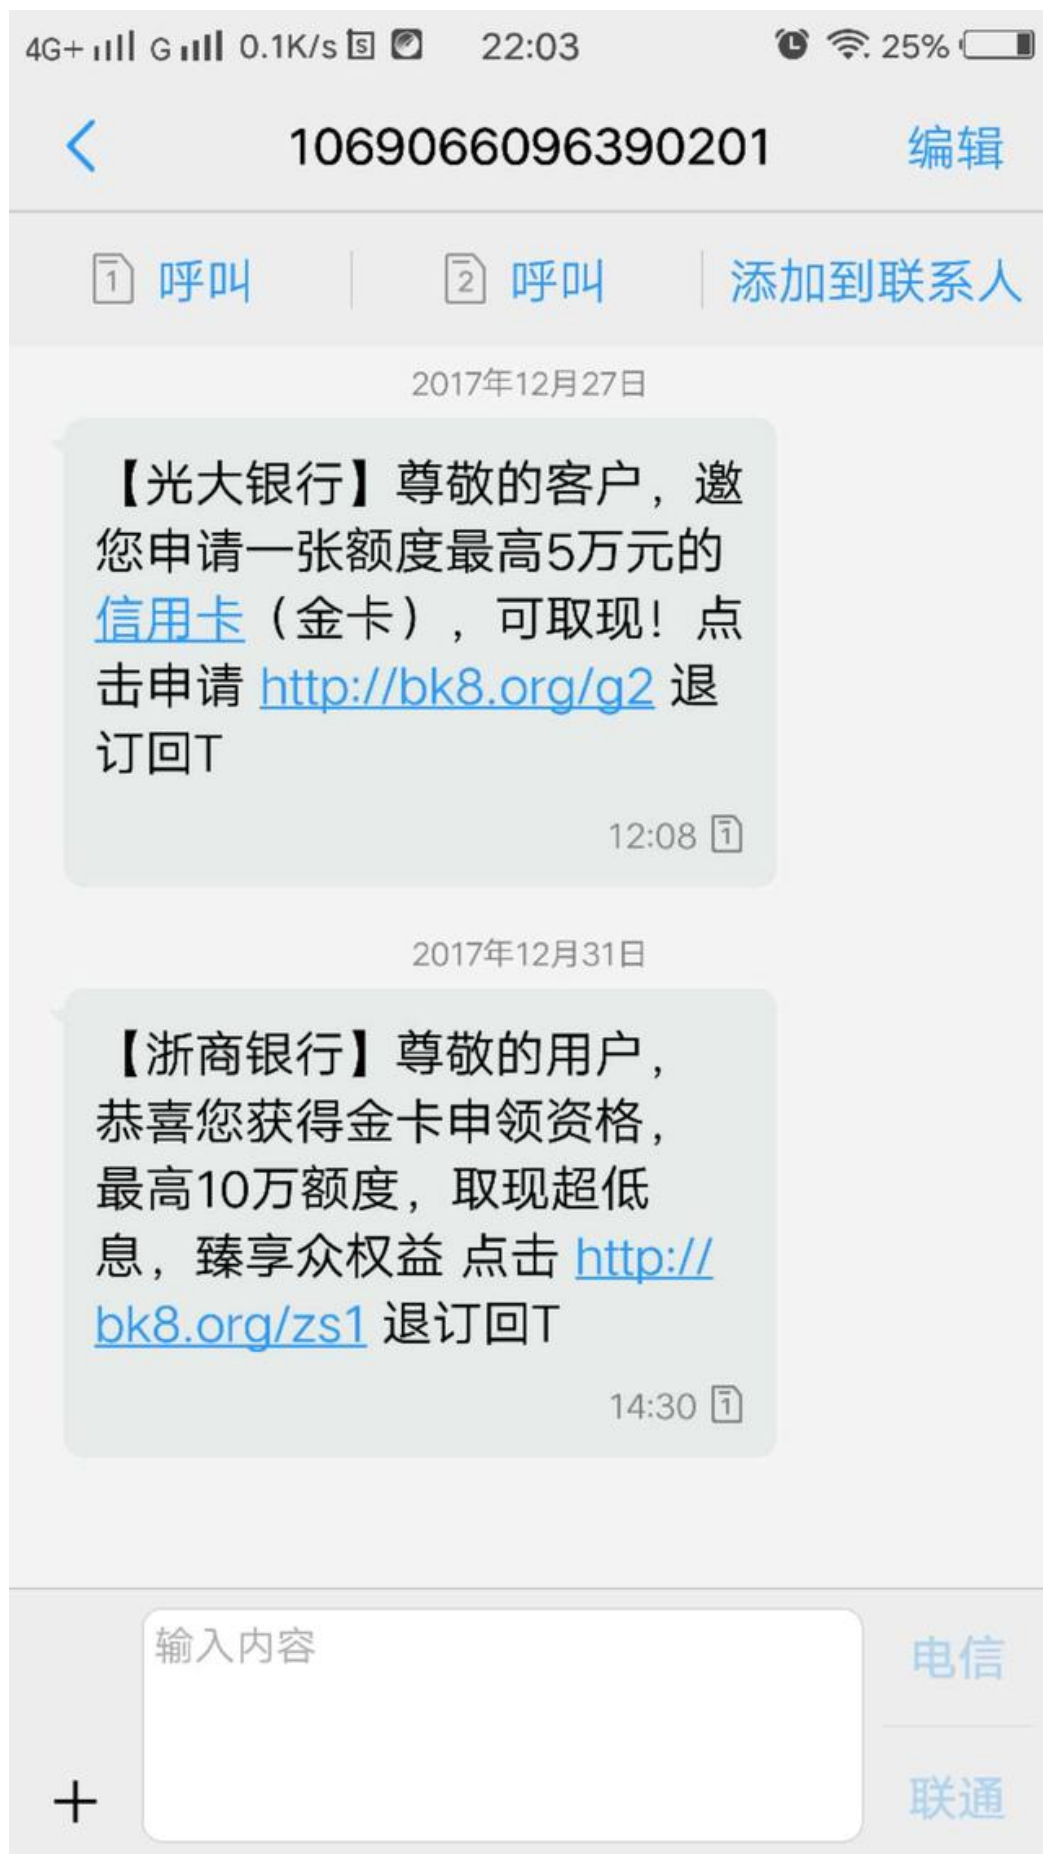 4G+ G 0.1K/s 22:03 25%
1069066096390201 编辑
1 呼叫 2 呼叫 添加到联系人
2017年12月27日
【光大银行】尊敬的客户，邀
您申请一张额度最高5万元的
信用卡（金卡），可取现！点
击申请 http://bk8.org/g2 退
订回T
12:08 1
2017年12月31日
【浙商银行】尊敬的用户，
恭喜您获得金卡申领资格，
最高10万额度，取现超低
息，臻享众权益 点击 http://
bk8.org/zs1 退订回T
14:30 1
输入内容
电信
联通